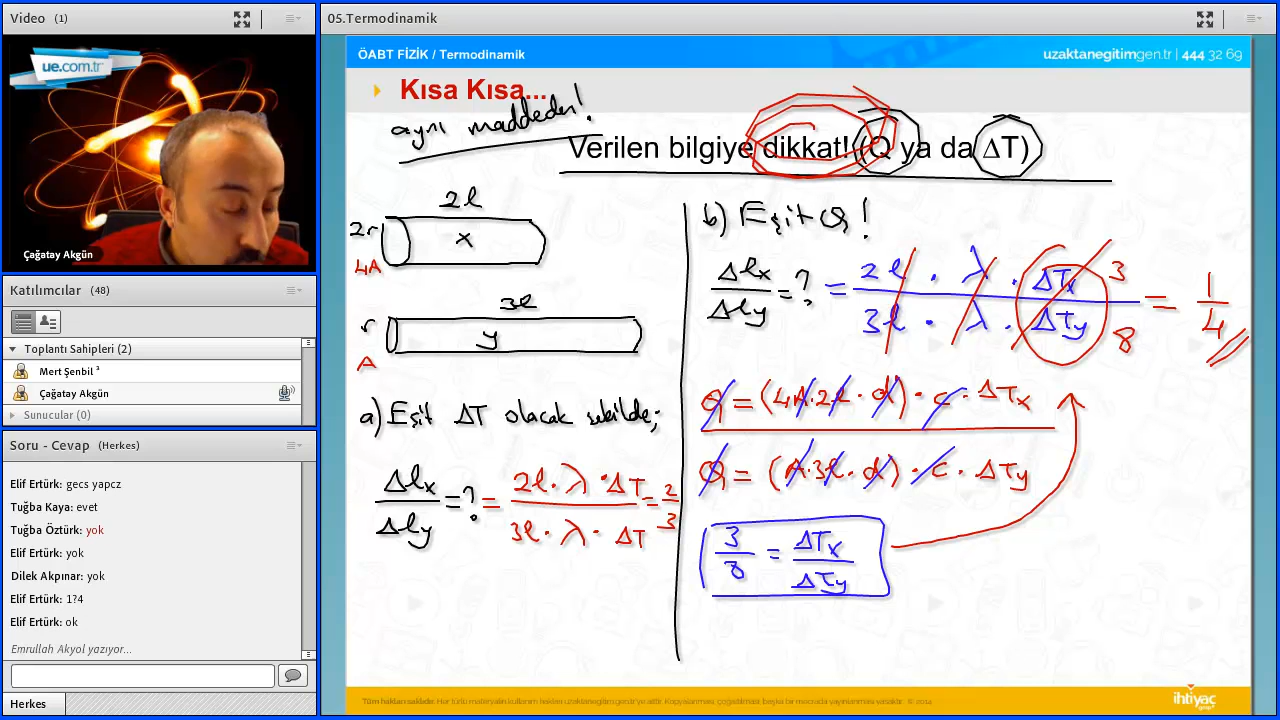 Video (1)
05.Termodinamik
ue.com.tr
Çağatay Akgün
ÖABT FİZİK / Termodinamik
uzaktanegitimgen.tr | 444 32 69
Kısa Kısa...
aynı maddeden!
Verilen bilgiye dikkat! (Q ya da ΔT)
2l
2r
x
4A
3l
r
y
A
a) Eşit ΔT olacak şekilde;
Δlx / Δly = ? = 2l · λ · ΔT / 3l · λ · ΔT = 2/3
b) Eşit Q!
Δlx / Δly = ? = 2l · λ · ΔTx / 3l · λ · ΔTy = 1/4
3
8
Q = (4A·2l·d) · c · ΔTx
Q = (A·3l·d) · c · ΔTy
3/8 = ΔTx / ΔTy
Katılımcılar (48)
Toplantı Sahipleri (2)
Mert Şenbil ³
Çağatay Akgün
Sunucular (0)
Soru - Cevap (Herkes)
Elif Ertürk: gecs yapcz
Tuğba Kaya: evet
Tuğba Öztürk: yok
Elif Ertürk: yok
Dilek Akpınar: yok
Elif Ertürk: 1?4
Elif Ertürk: ok
Emrullah Akyol yazıyor...
Herkes
ihtiyaç